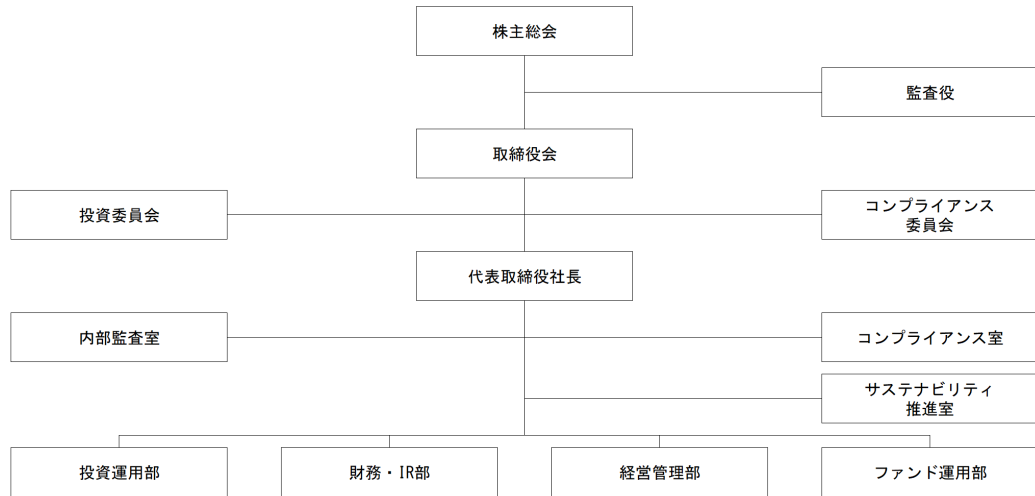 株主総会
監査役
取締役会
投資委員会
コンプライアンス
委員会
代表取締役社長
内部監査室
コンプライアンス室
サステナビリティ
推進室
投資運用部
財務・IR部
経営管理部
ファンド運用部